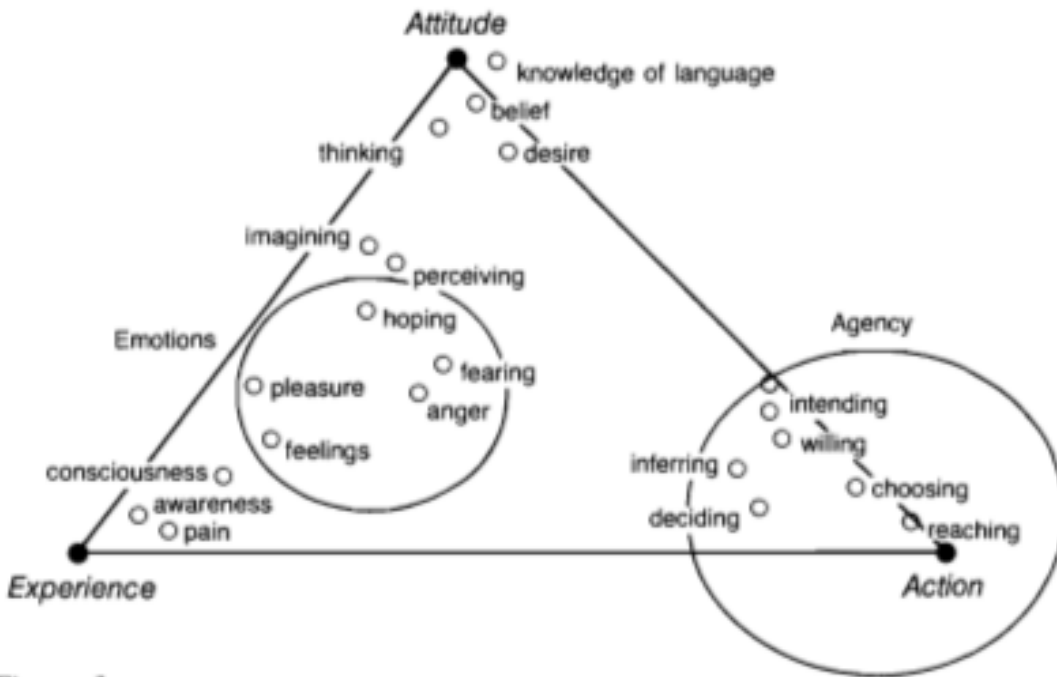 Attitude
knowledge of language
belief
thinking
desire
imagining
perceiving
hoping
Agency
Emotions
fearing
pleasure
anger
intending
willing
feelings
inferring
consciousness
choosing
awareness
deciding
pain
reaching
Experience
Action